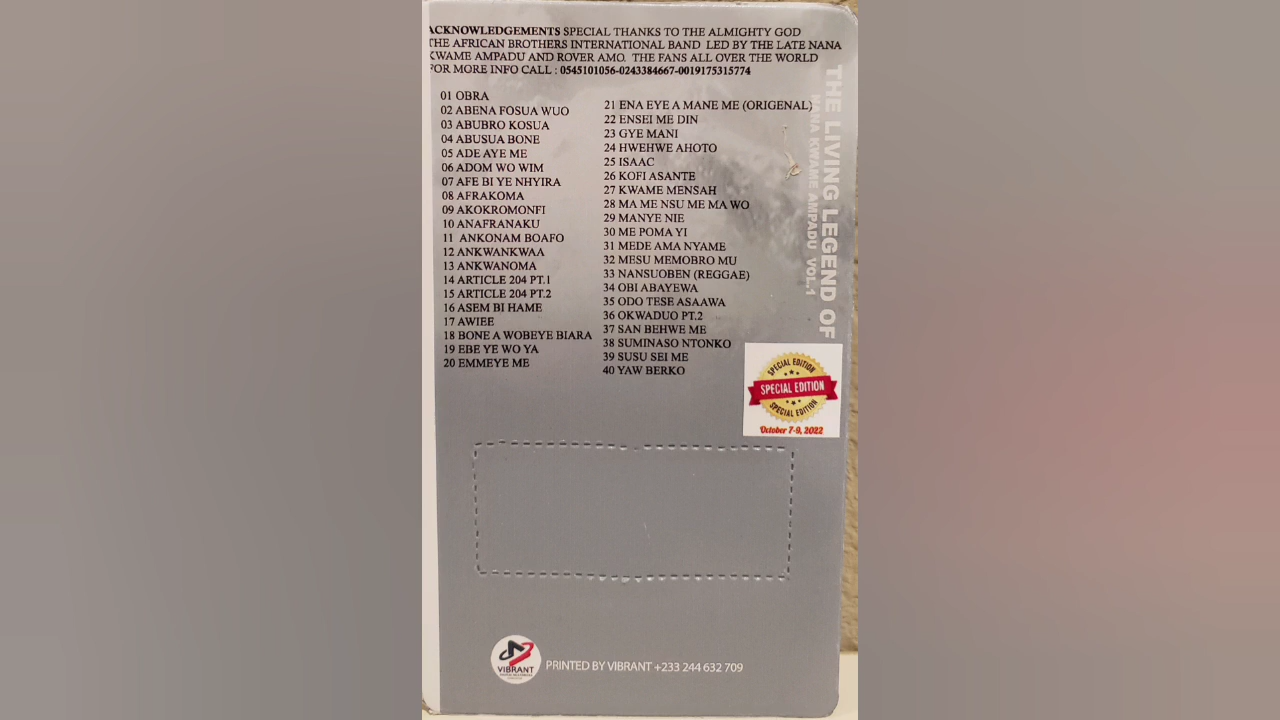 ACKNOWLEDGEMENTS SPECIAL THANKS TO THE ALMIGHTY GOD
THE AFRICAN BROTHERS INTERNATIONAL BAND LED BY THE LATE NANA
KWAME AMPADU AND ROVER AMO. THE FANS ALL OVER THE WORLD
FOR MORE INFO CALL : 0545101056-0243384667-0019175315774
01 OBRA
02 ABENA FOSUA WUO
03 ABUBRO KOSUA
04 ABUSUA BONE
05 ADE AYE ME
06 ADOM WO WIM
07 AFE BI YE NHYIRA
08 AFRAKOMA
09 AKOKROMONFI
10 ANAFRANAKU
11 ANKONAM BOAFO
12 ANKWANKWAA
13 ANKWANOMA
14 ARTICLE 204 PT.1
15 ARTICLE 204 PT.2
16 ASEM BI HAME
17 AWIEE
18 BONE A WOBEYE BIARA
19 EBE YE WO YA
20 EMMEYE ME
21 ENA EYE A MANE ME (ORIGENAL)
22 ENSEI ME DIN
23 GYE MANI
24 HWEHWE AHOTO
25 ISAAC
26 KOFI ASANTE
27 KWAME MENSAH
28 MA ME NSU ME MA WO
29 MANYE NIE
30 ME POMA YI
31 MEDE AMA NYAME
32 MESU MEMOBRO MU
33 NANSUOBEN (REGGAE)
34 OBI ABAYEWA
35 ODO TESE ASAAWA
36 OKWADUO PT.2
37 SAN BEHWE ME
38 SUMINASO NTONKO
39 SUSU SEI ME
40 YAW BERKO
THE LIVING LEGEND OF
NANA KWAME AMPADU VOL.1
SPECIAL EDITION
SPECIAL EDITION
SPECIAL EDITION
October 7-9, 2022
VIBRANT
PRINTED BY VIBRANT +233 244 632 709